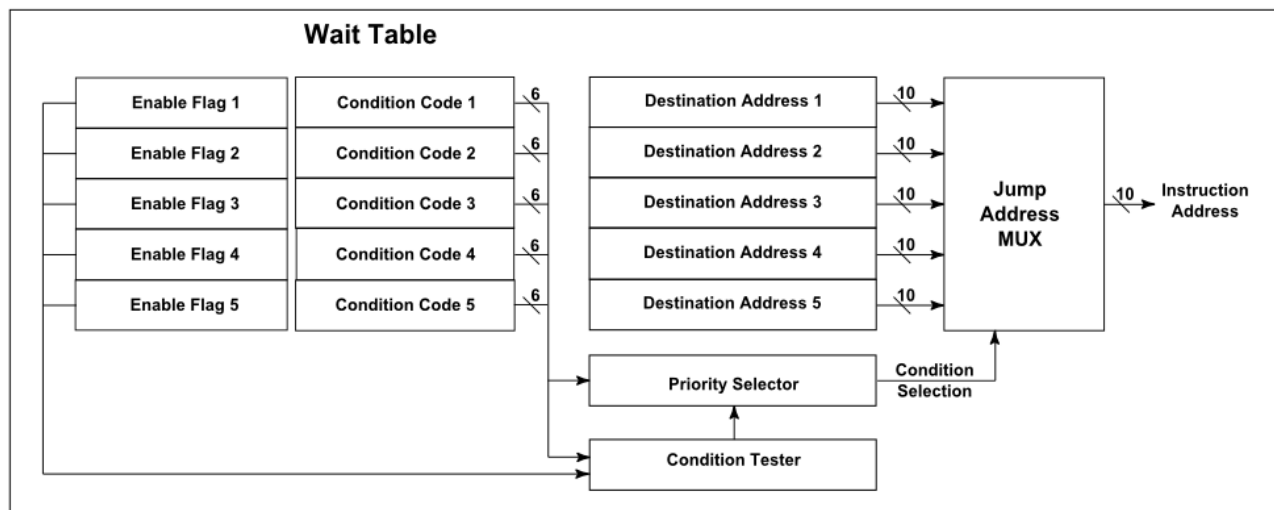 Wait Table
Enable Flag 1
Condition Code 1
6
Destination Address 1
10
Enable Flag 2
Condition Code 2
6
Destination Address 2
10
Enable Flag 3
Condition Code 3
6
Destination Address 3
10
Enable Flag 4
Condition Code 4
6
Destination Address 4
10
Enable Flag 5
Condition Code 5
6
Destination Address 5
10
Jump
Address
MUX
10
Instruction
Address
Priority Selector
Condition
Selection
Condition Tester